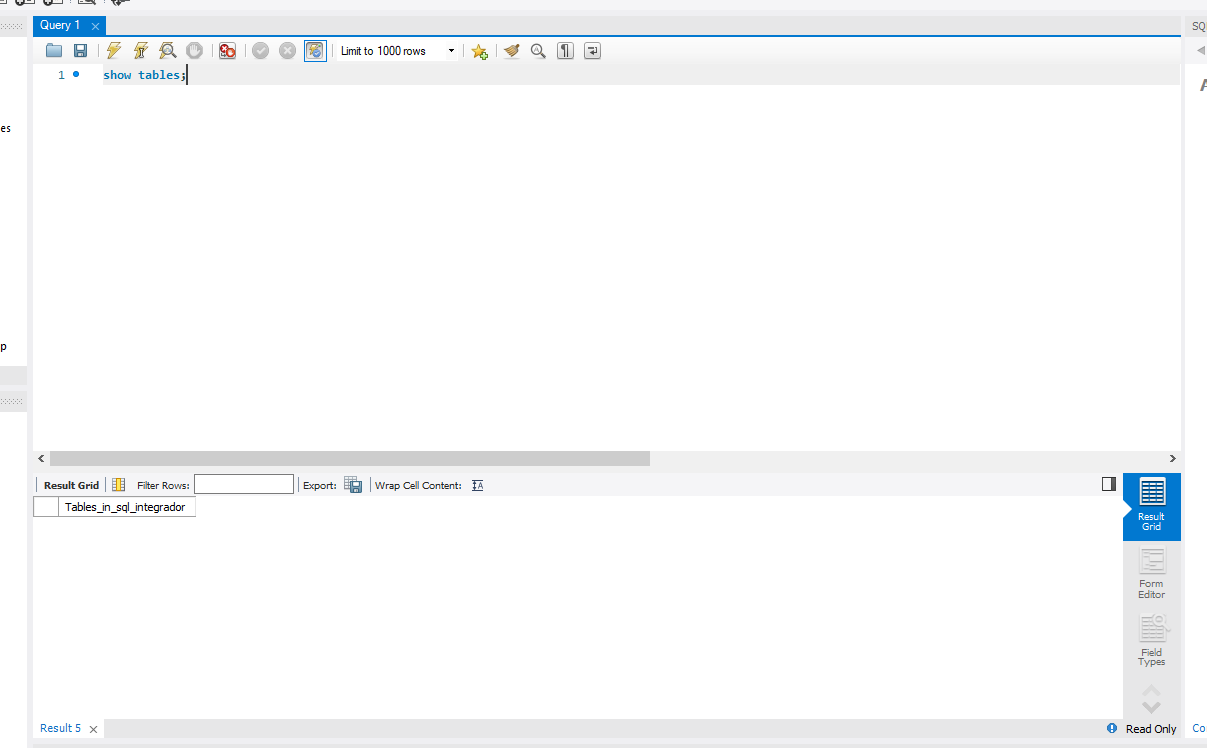 Query 1
SQ
Limit to 1000 rows
1
show tables;
es
p
Result Grid
Filter Rows:
Export:
Wrap Cell Content:
Tables_in_sql_integrador
Result
Grid
Form
Editor
Field
Types
Result 5
Read Only
Co